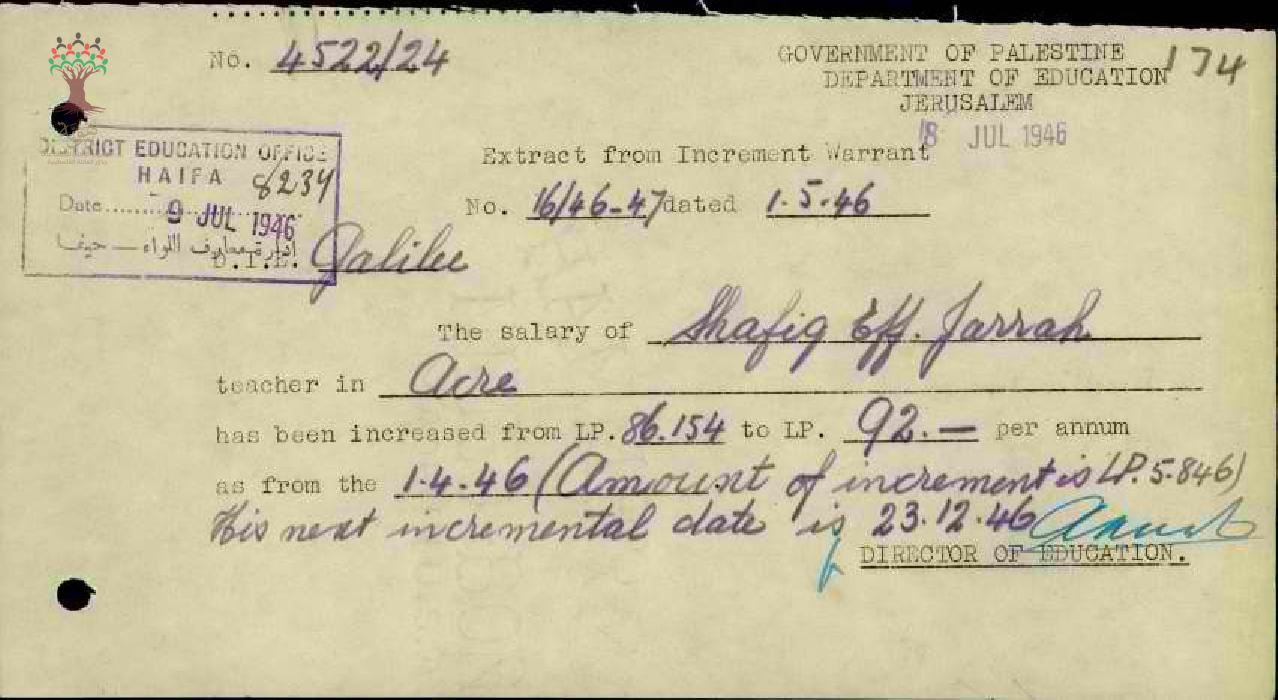 No. 4522/24
GOVERNMENT OF PALESTINE 174
DEPARTMENT OF EDUCATION
JERUSALEM
8 JUL 1946
DISTRICT EDUCATION OFFICE
HAIFA 8234
Date 9 JUL 1946
إدارة معارف اللواء – حيفا
Extract from Increment Warrant
No. 16/46-47 dated 1.5.46
D.I.E. Galilee
The salary of Shafiq Eff. Jarrah
teacher in Acre
has been increased from LP. 86.154 to LP. 92.— per annum
as from the 1.4.46 (Amount of increment is LP. 5.846)
His next incremental date is 23.12.46
DIRECTOR OF EDUCATION.